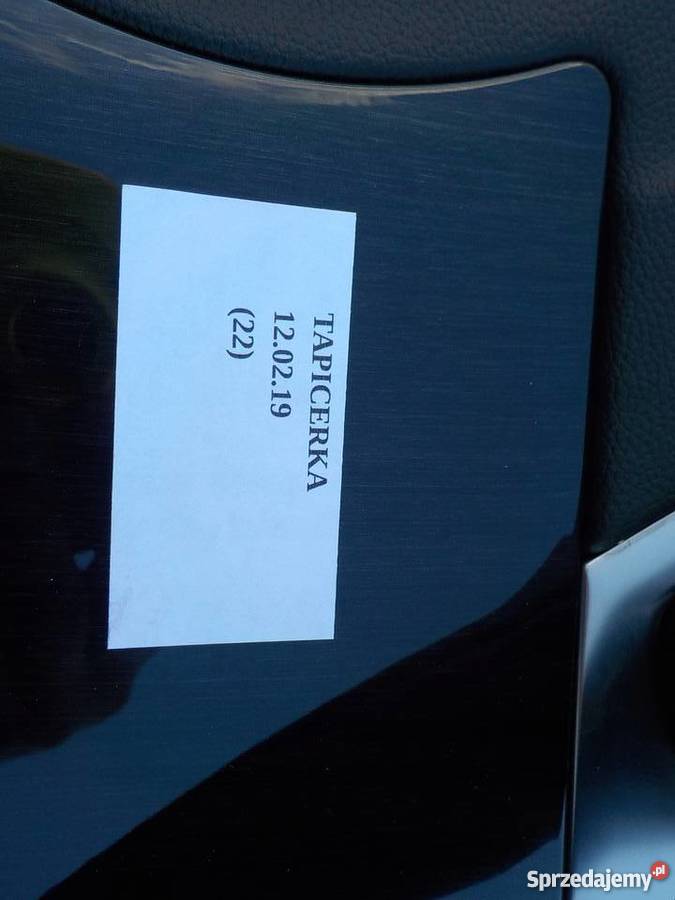 TAPICERKA
12.02.19
(22)
Sprzedajemy.pl